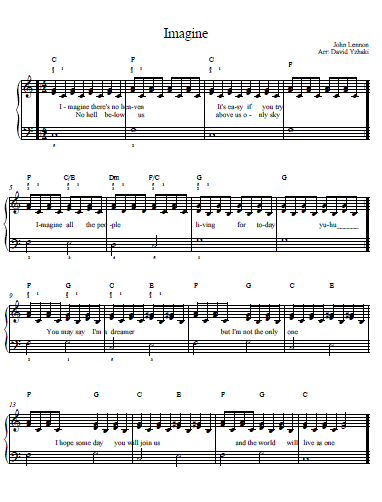 Imagine
John Lennon
Arr: David Yzhaki
C F C F
I - magine there's no hea-ven It's ea-sy if you try
No hell be-low us above us o - nly sky
5
F C/E Dm F/C G G
I-magine all the peo-ple li-ving for to-day yu-hu_____
9
F G C E F G C E
You may say I'm a dreamer but I'm not the only one
13
F G C E F G C
I hope some day you will join us and the world will live as one